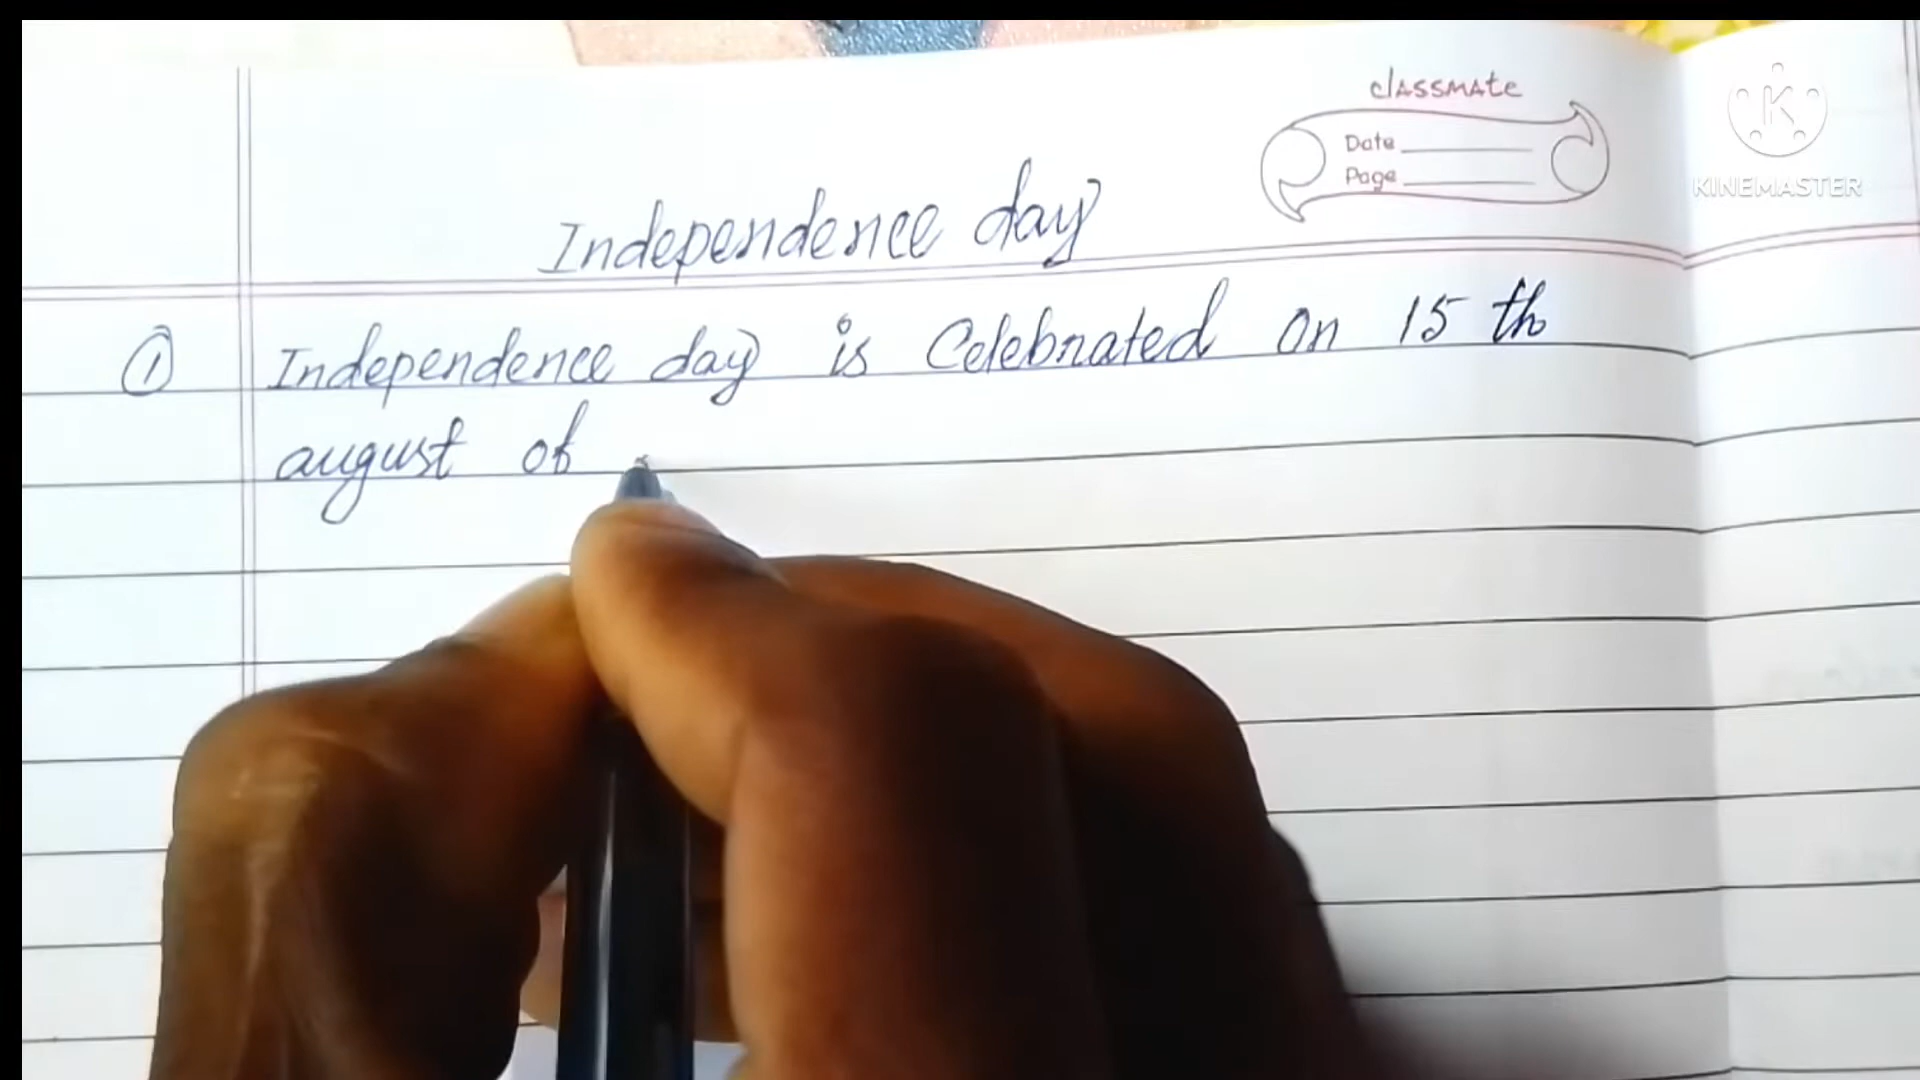 classmate
Date
Page
KINEMASTER
Independence day
① Independence day is Celebrated on 15 th
august of